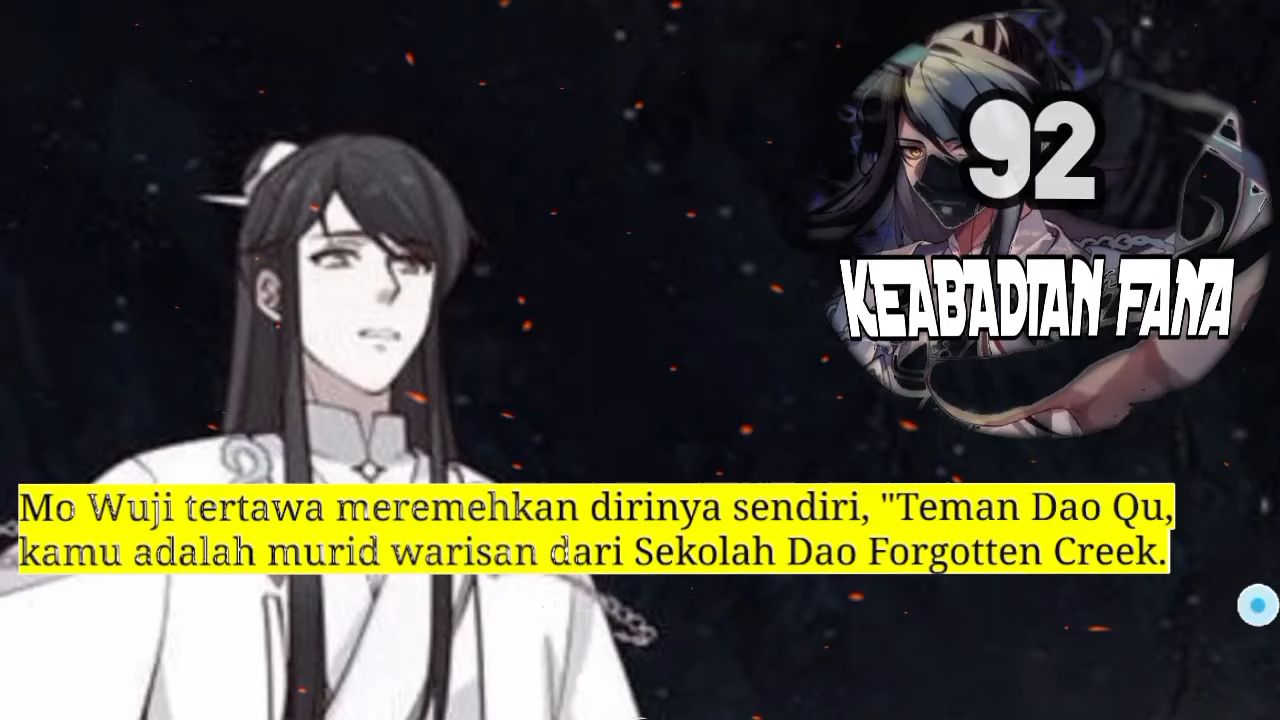 92
KEABADIAN FANA
Mo Wuji tertawa meremehkan dirinya sendiri, "Teman Dao Qu,
kamu adalah murid warisan dari Sekolah Dao Forgotten Creek.